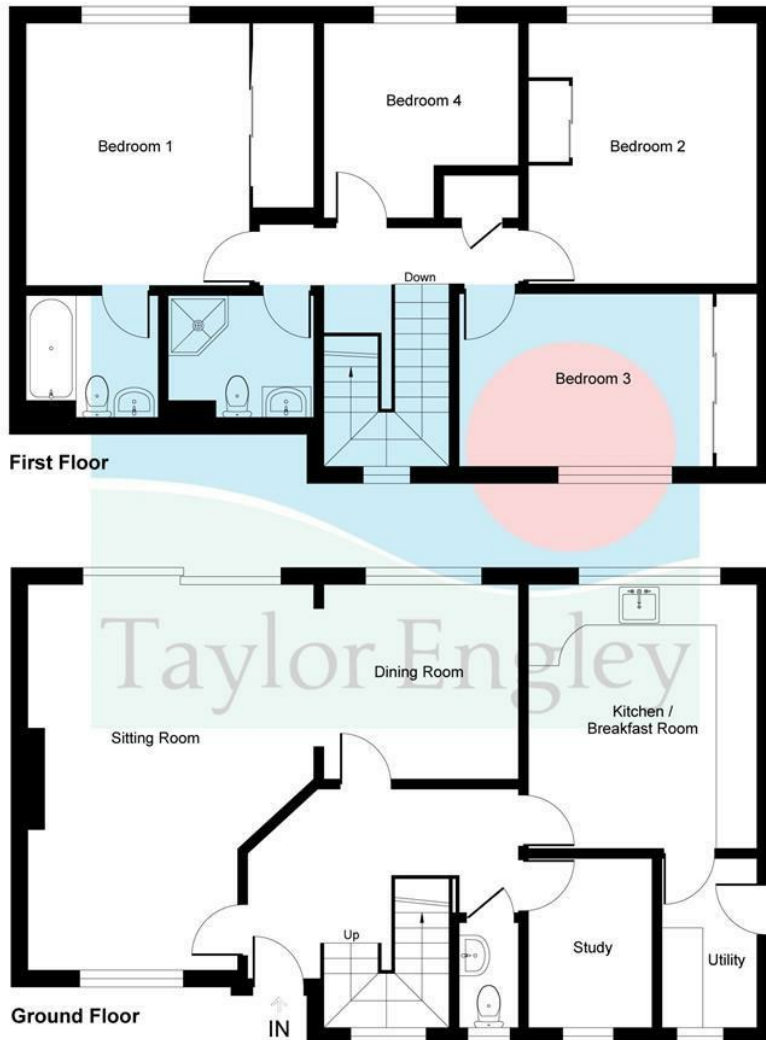 Bedroom 1
Bedroom 4
Bedroom 2
Down
Bedroom 3
First Floor
Taylor Engley
Dining Room
Sitting Room
Kitchen /
Breakfast Room
Up
Study
Utility
Ground Floor
IN